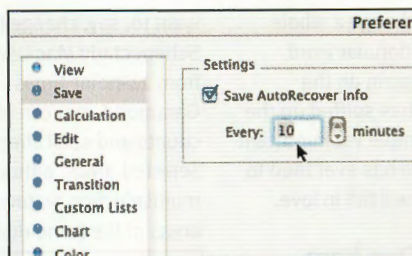 Preferen
View
Save
Calculation
Edit
General
Transition
Custom Lists
Chart
Color
Settings
Save AutoRecover info
Every: 10 minutes